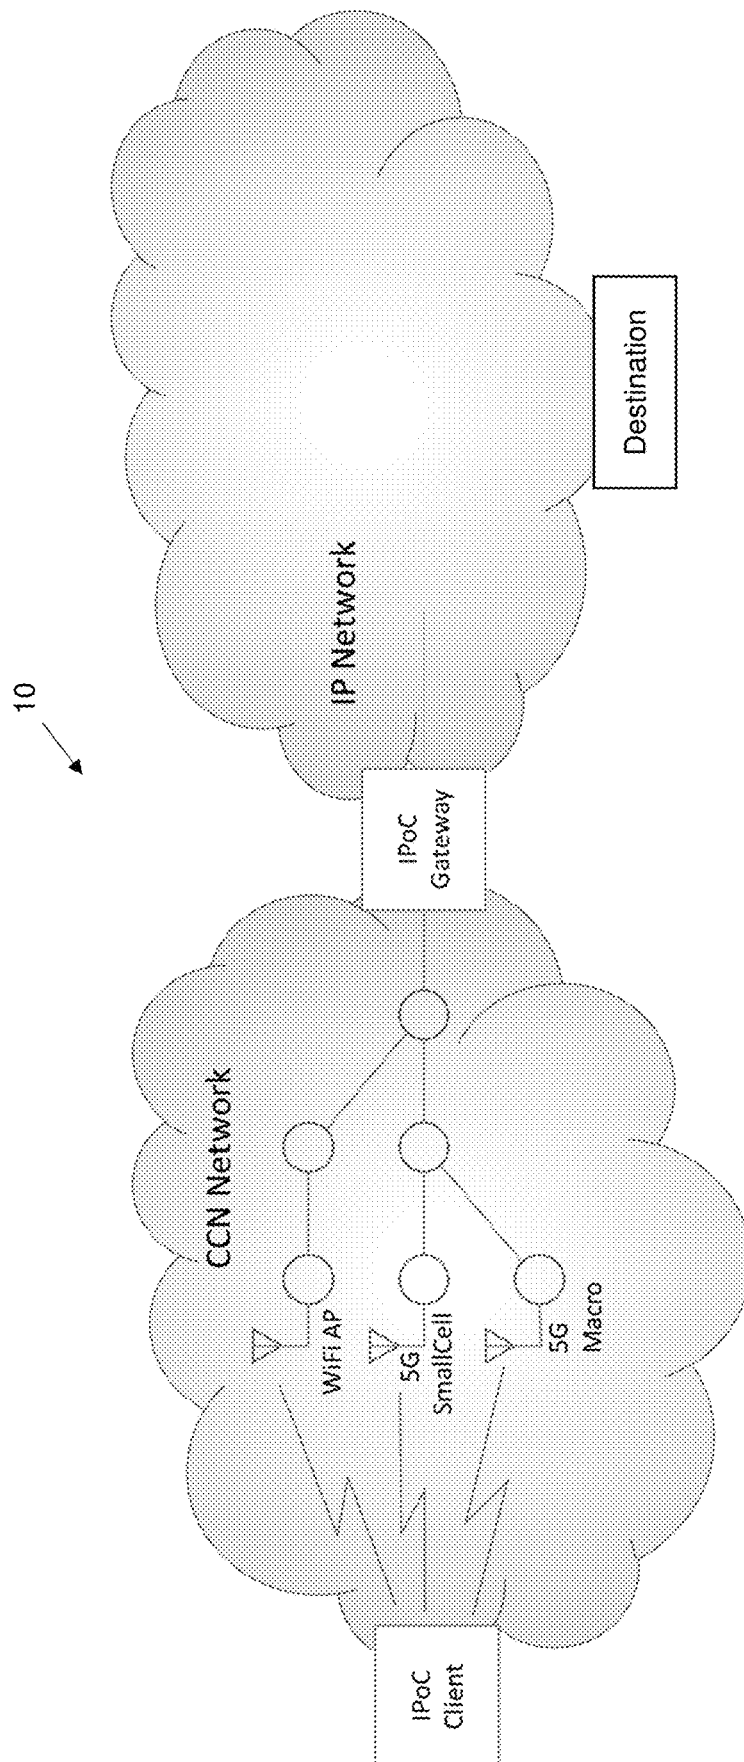 10
CCN Network
IP Network
WiFi AP
5G
SmallCell
5G
Macro
IPoC
Client
IPoC
Gateway
Destination